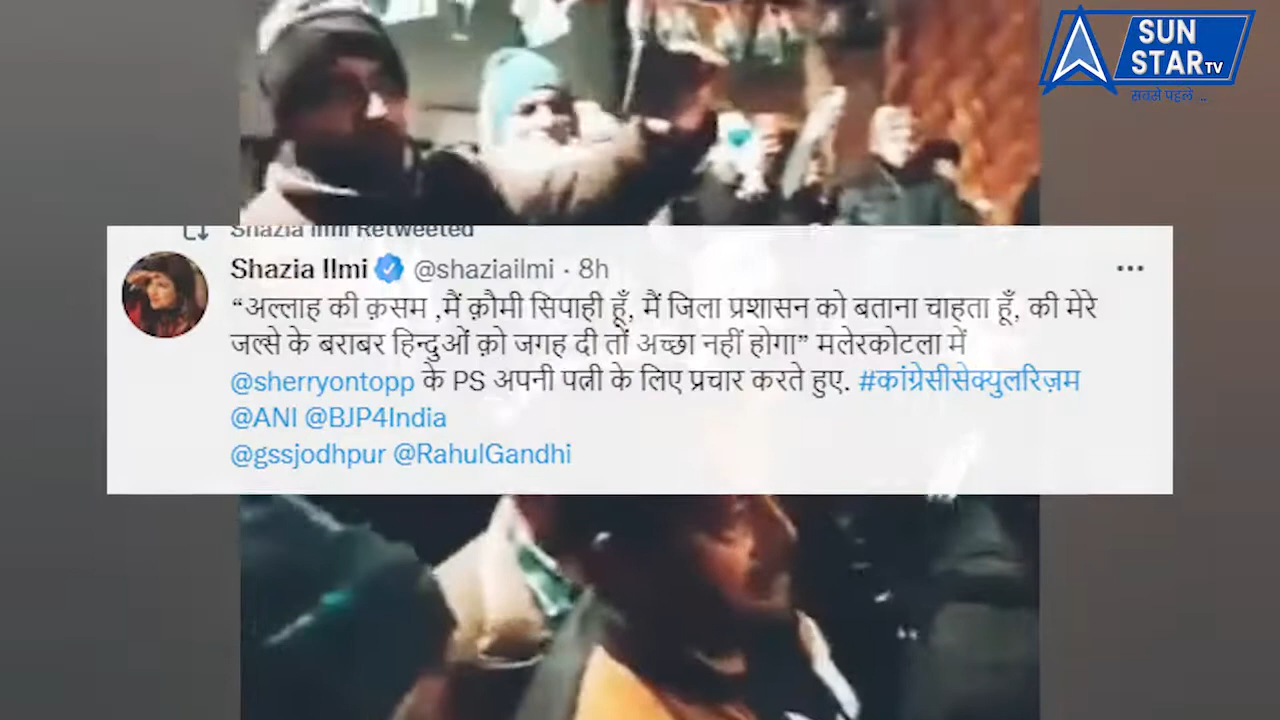 SUN
STAR TV
सबसे पहले ..
Shazia Ilmi Retweeted
Shazia Ilmi @shaziailmi · 8h
“अल्लाह की क़सम ,मैं क़ौमी सिपाही हूँ, मैं जिला प्रशासन को बताना चाहता हूँ, की मेरे
जल्से के बराबर हिन्दुओं क़ो जगह दी तों अच्छा नहीं होगा” मलेरकोटला में
@sherryontopp के PS अपनी पत्नी के लिए प्रचार करते हुए. #कांग्रेसीसेक्युलरिज़म
@ANI @BJP4India
@gssjodhpur @RahulGandhi